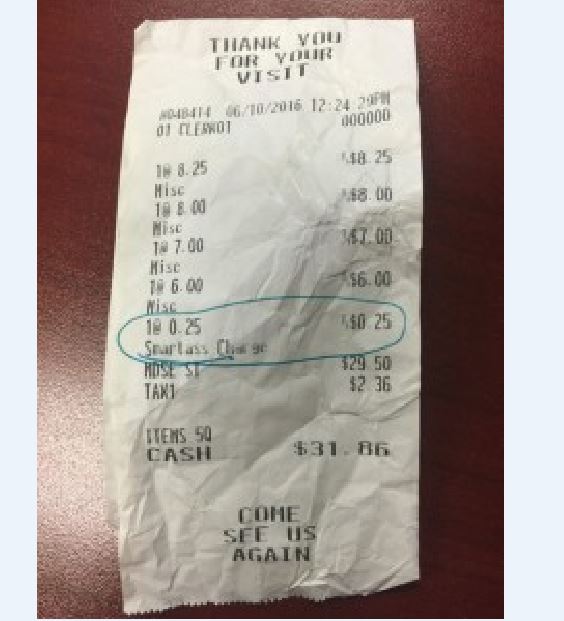 THANK YOU
FOR YOUR
VISIT
#048414 06/10/2016 12:24:29PM
01 CLERK01 000000
1@ 8.25 $8.25
Misc
1@ 8.00 $8.00
Misc
1@ 7.00 $7.00
Misc
1@ 6.00 $6.00
Misc
1@ 0.25 $0.25
Smartass Charge
MDSE ST $29.50
TAX1 $2.36
ITEMS 5Q
CASH $31.86
COME
SEE US
AGAIN